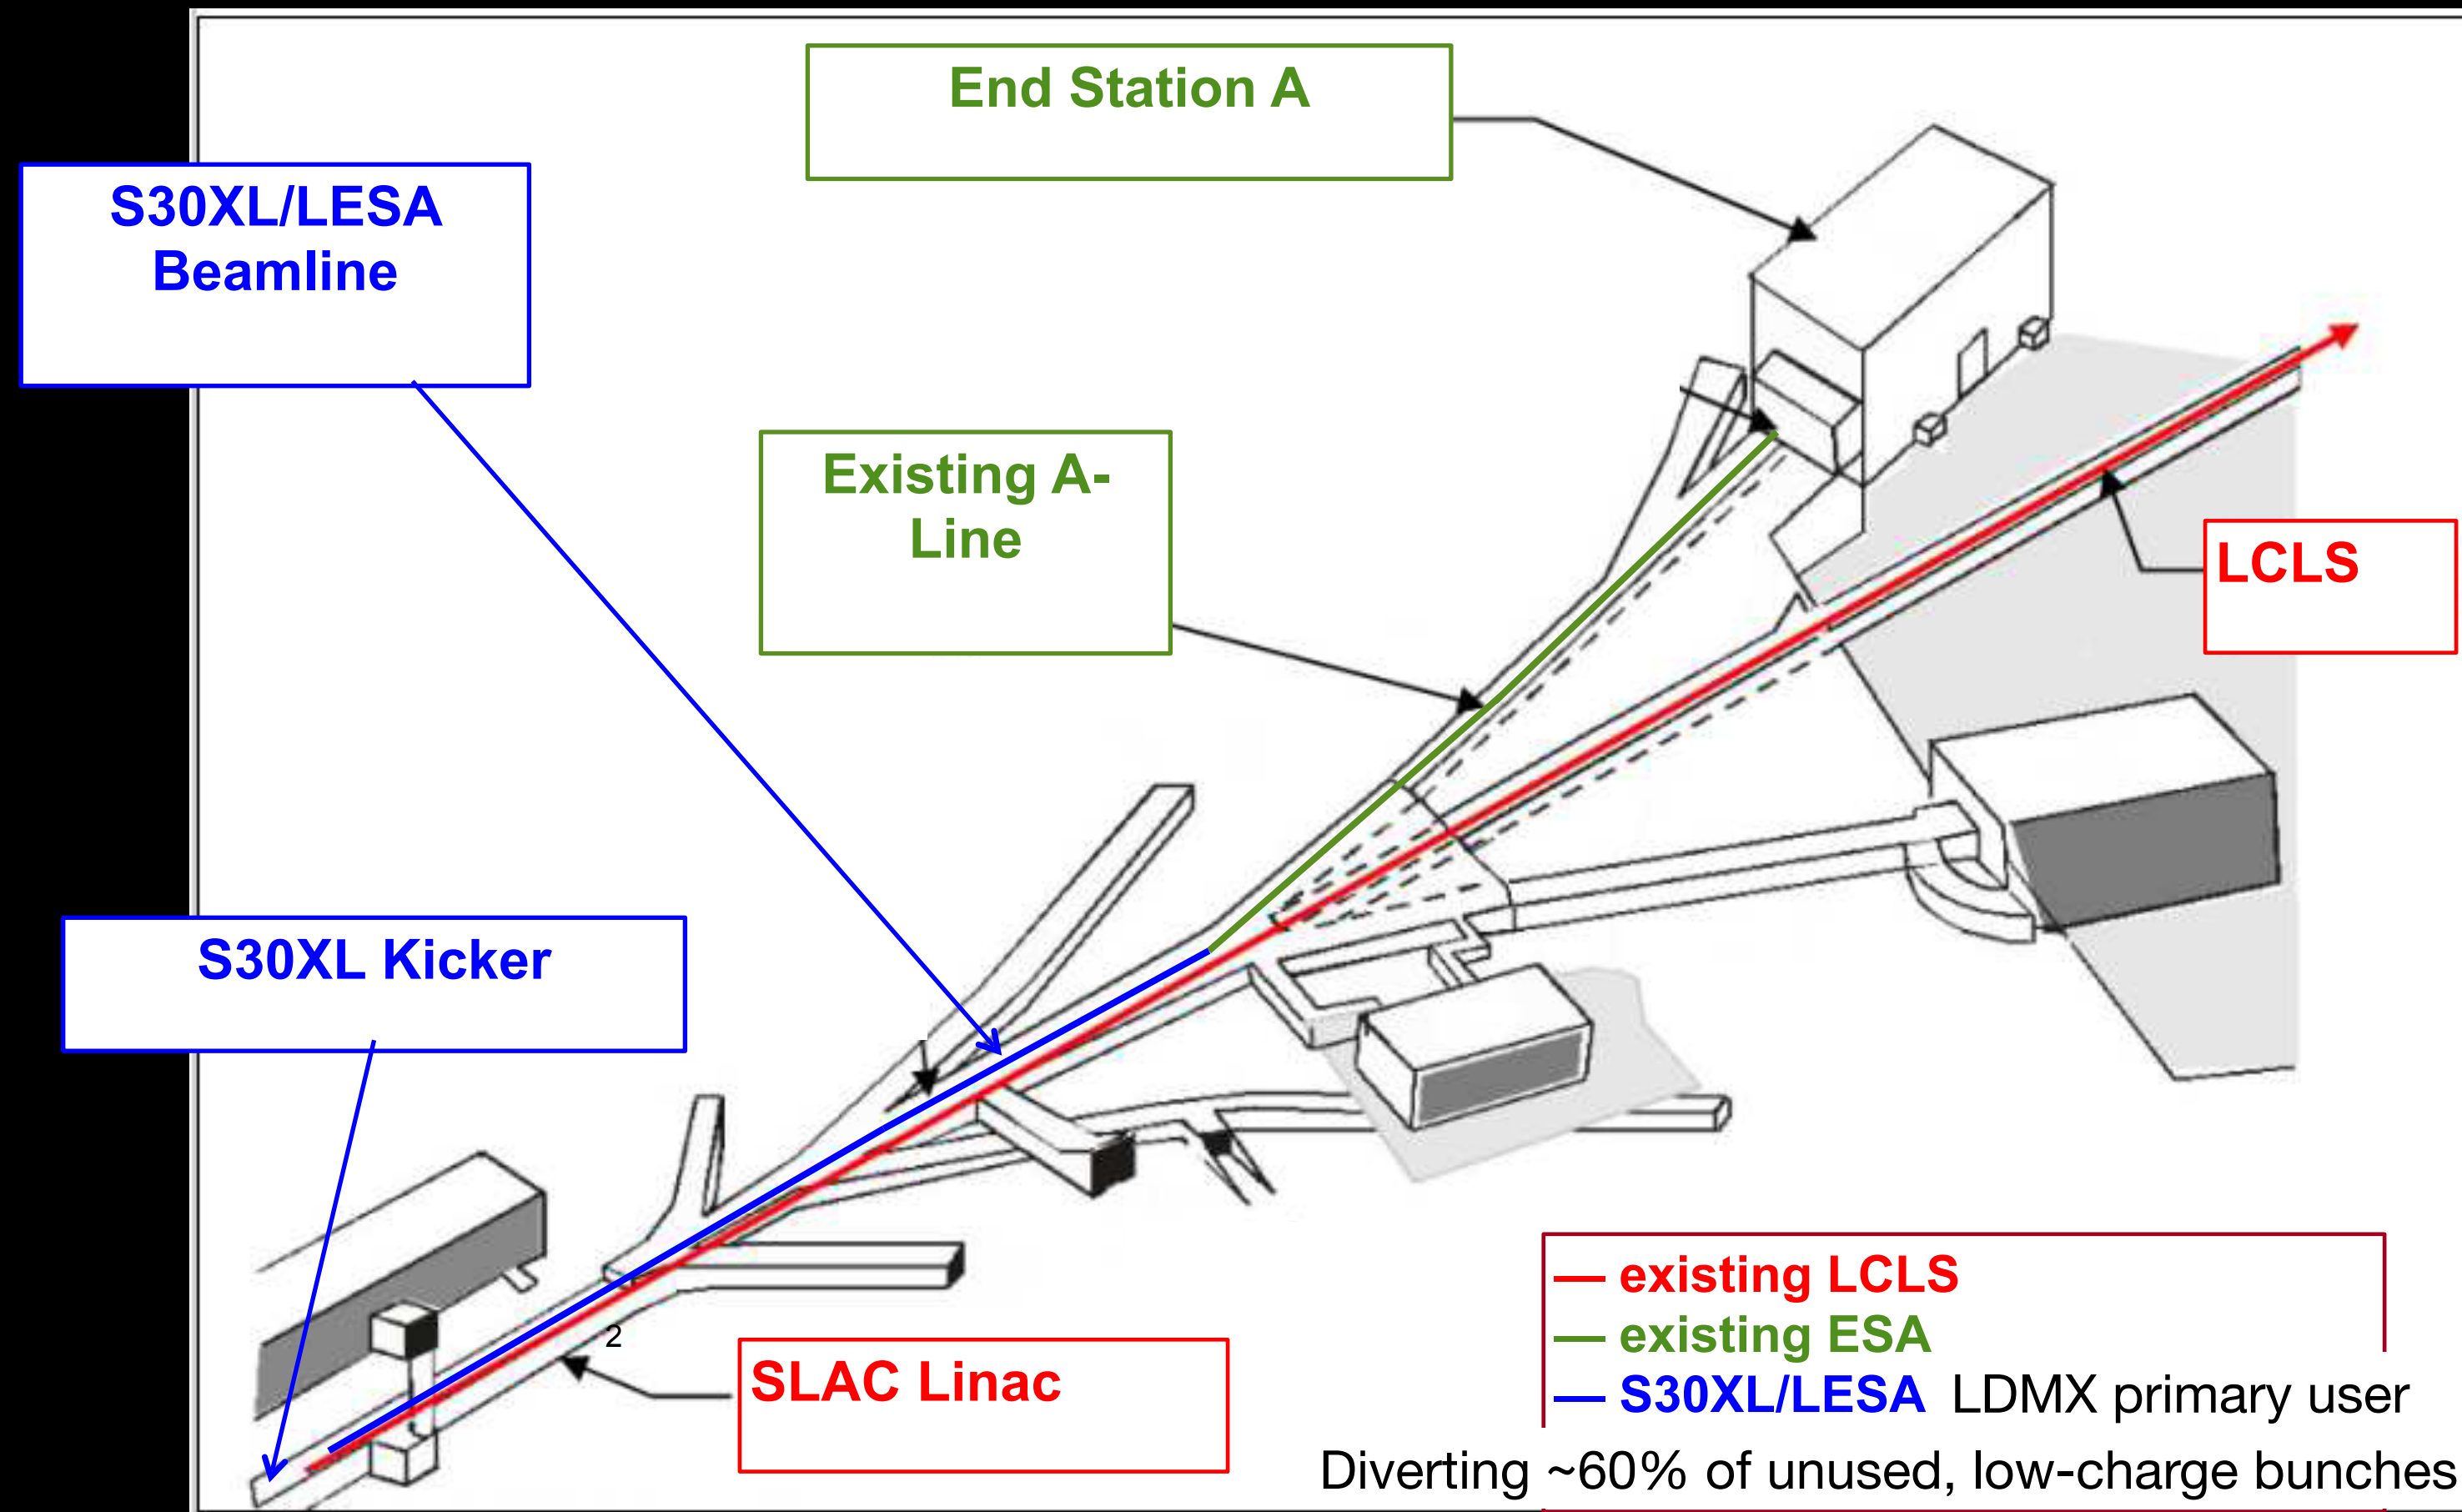 End Station A
S30XL/LESA
Beamline
Existing A-
Line
LCLS
S30XL Kicker
2
SLAC Linac
existing LCLS
existing ESA
S30XL/LESA LDMX primary user
Diverting ~60% of unused, low-charge bunches